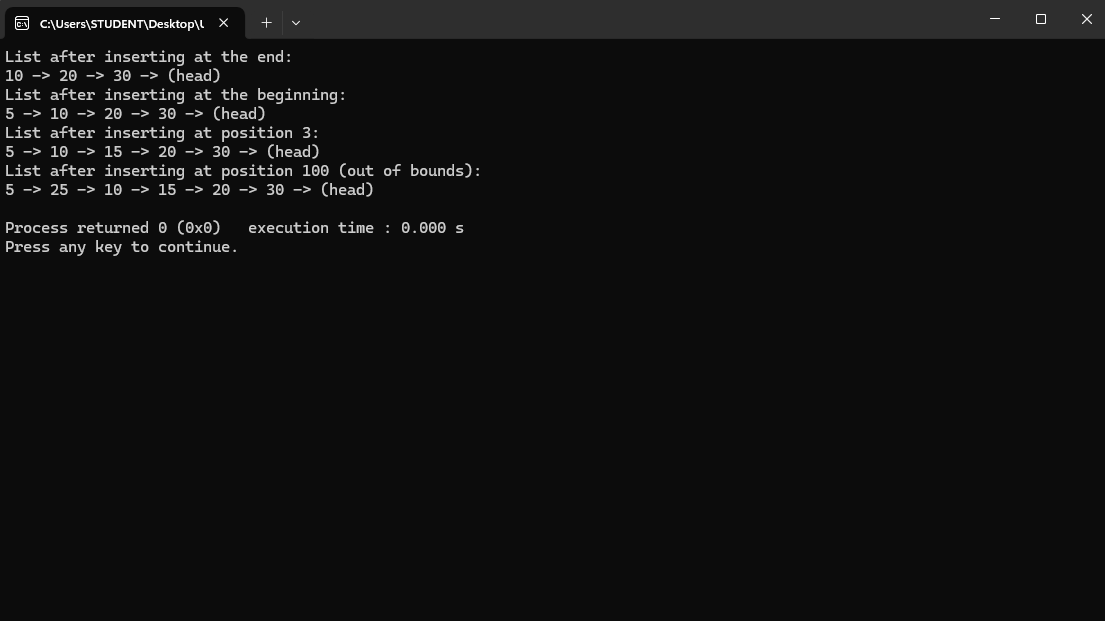 C:\Users\STUDENT\Desktop\U
List after inserting at the end:
10 -> 20 -> 30 -> (head)
List after inserting at the beginning:
5 -> 10 -> 20 -> 30 -> (head)
List after inserting at position 3:
5 -> 10 -> 15 -> 20 -> 30 -> (head)
List after inserting at position 100 (out of bounds):
5 -> 25 -> 10 -> 15 -> 20 -> 30 -> (head)
Process returned 0 (0x0)   execution time : 0.000 s
Press any key to continue.